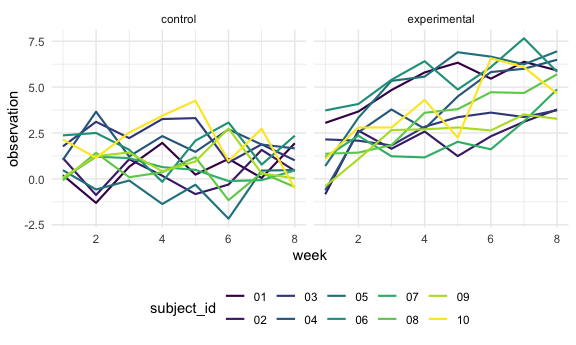 control experimental
7.5
5.0
2.5
0.0
-2.5
observation
2 4 6 8 2 4 6 8
week
subject_id
01 03 05 07 09
02 04 06 08 10